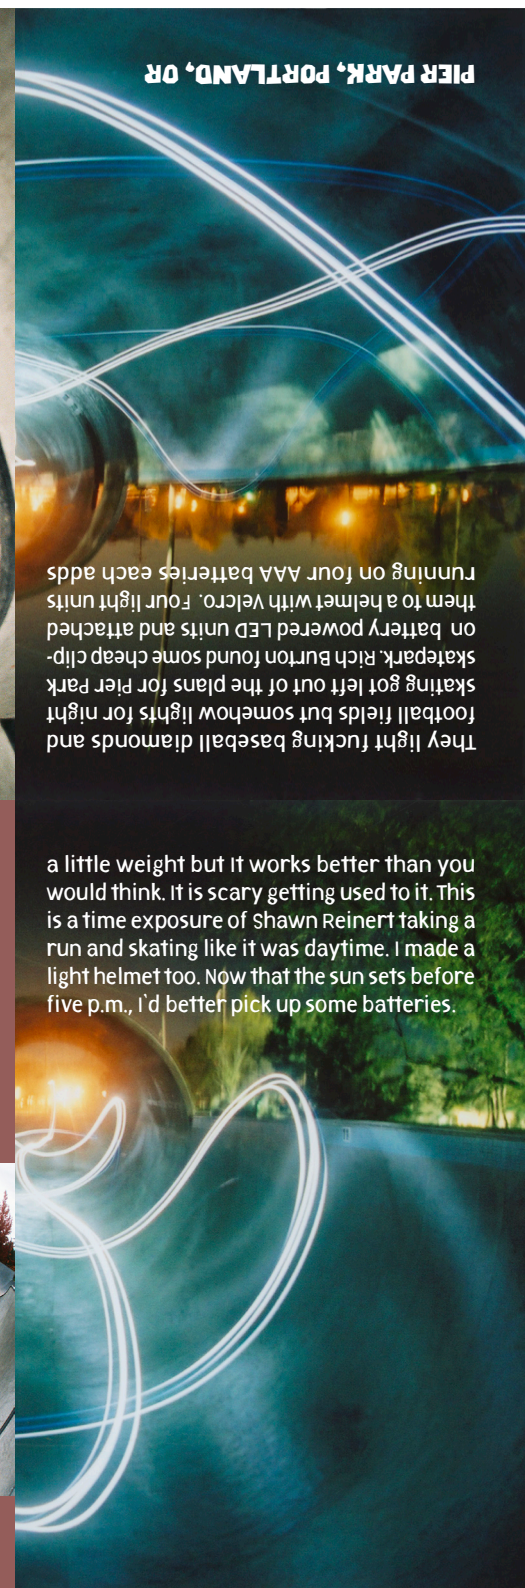 PIER PARK, PORTLAND, OR
They light fucking baseball diamonds and
football fields but somehow lights for night
skating got left out of the plans for Pier Park
skatepark. Rich Burton found some cheap clip-
on battery powered LED units and attached
them to a helmet with Velcro. Four light units
running on four AAA batteries each adds
a little weight but It works better than you
would think. It is scary getting used to it. This
is a time exposure of Shawn Reinert taking a
run and skating like it was daytime. I made a
light helmet too. Now that the sun sets before
five p.m., I'd better pick up some batteries.